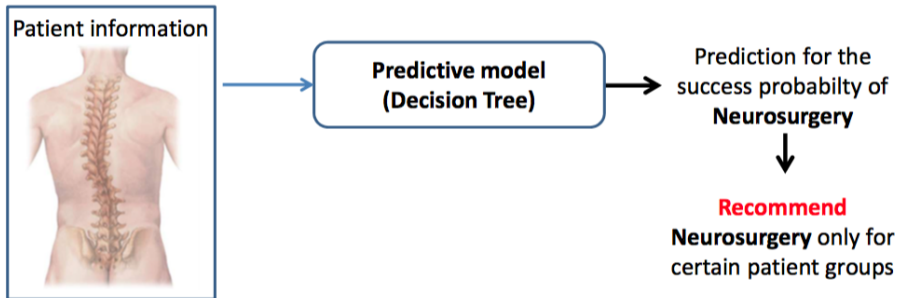 Patient information
Predictive model
(Decision Tree)
Prediction for the
success probabilty of
Neurosurgery
Recommend
Neurosurgery only for
certain patient groups